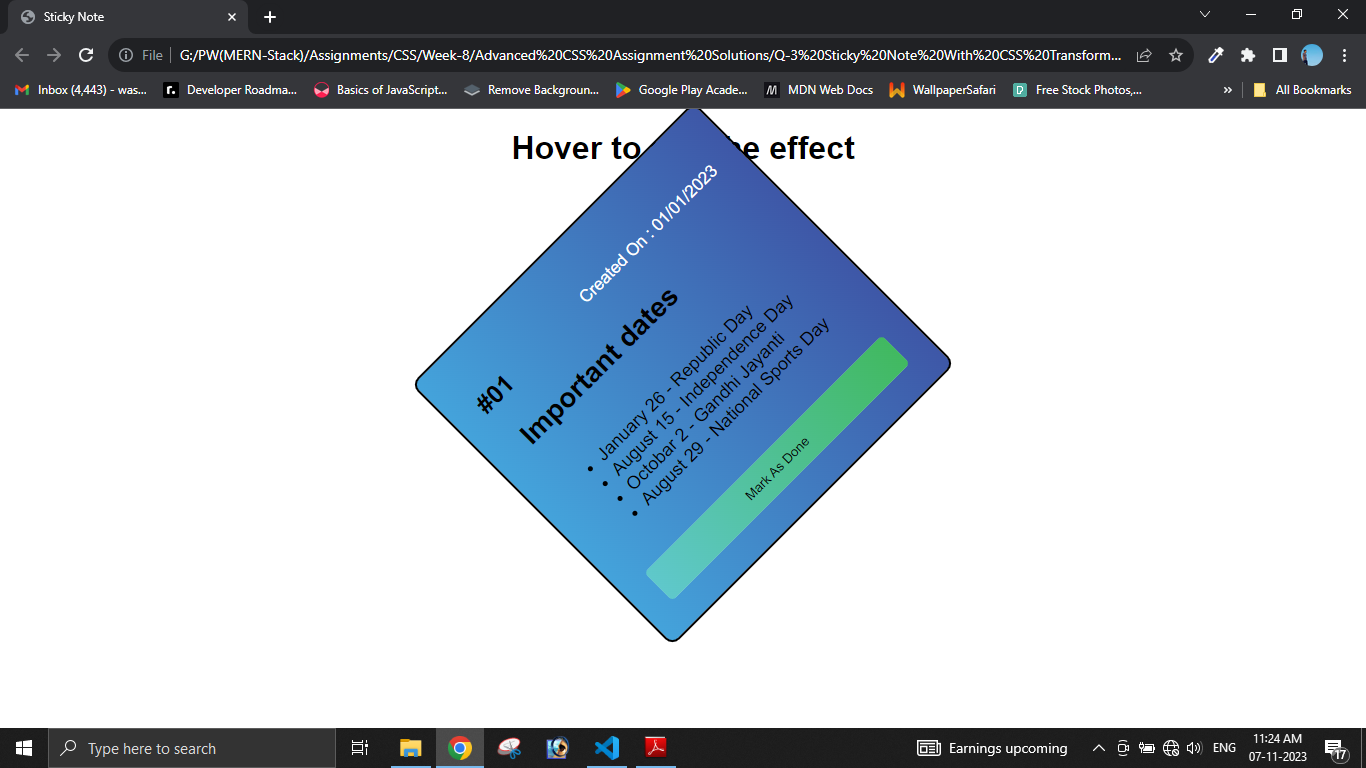 Sticky Note
File
G:/PW(MERN-Stack)/Assignments/CSS/Week-8/Advanced%20CSS%20Assignment%20Solutions/Q-3%20Sticky%20Note%20With%20CSS%20Transform...
Inbox (4,443) - was...
Developer Roadma...
Basics of JavaScript...
Remove Backgroun...
Google Play Acade...
MDN Web Docs
WallpaperSafari
Free Stock Photos,...
»
All Bookmarks
Hover to he effect
Created On : 01/01/2023
#01
Important dates
• January 26 - Republic Day
• August 15 - Independence Day
• Octobar 2 - Gandhi Jayanti
• August 29 - National Sports Day
Mark As Done
Type here to search
Earnings upcoming
ENG
11:24 AM
07-11-2023
17